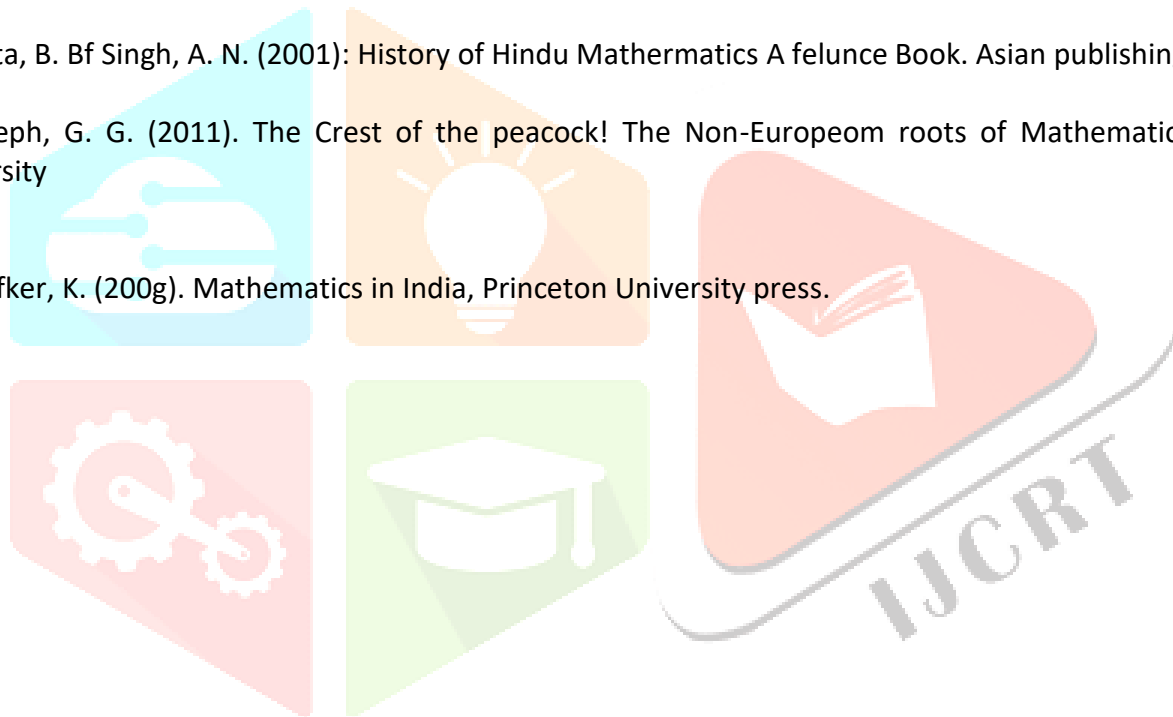 ta, B. Bf Singh, A. N. (2001): History of Hindu Mathermatics A felunce Book. Asian publishin
eph, G. G. (2011). The Crest of the peacock! The Non-Europeom roots of Mathematic
rsity
fker, K. (200g). Mathematics in India, Princeton University press.
IJCRT